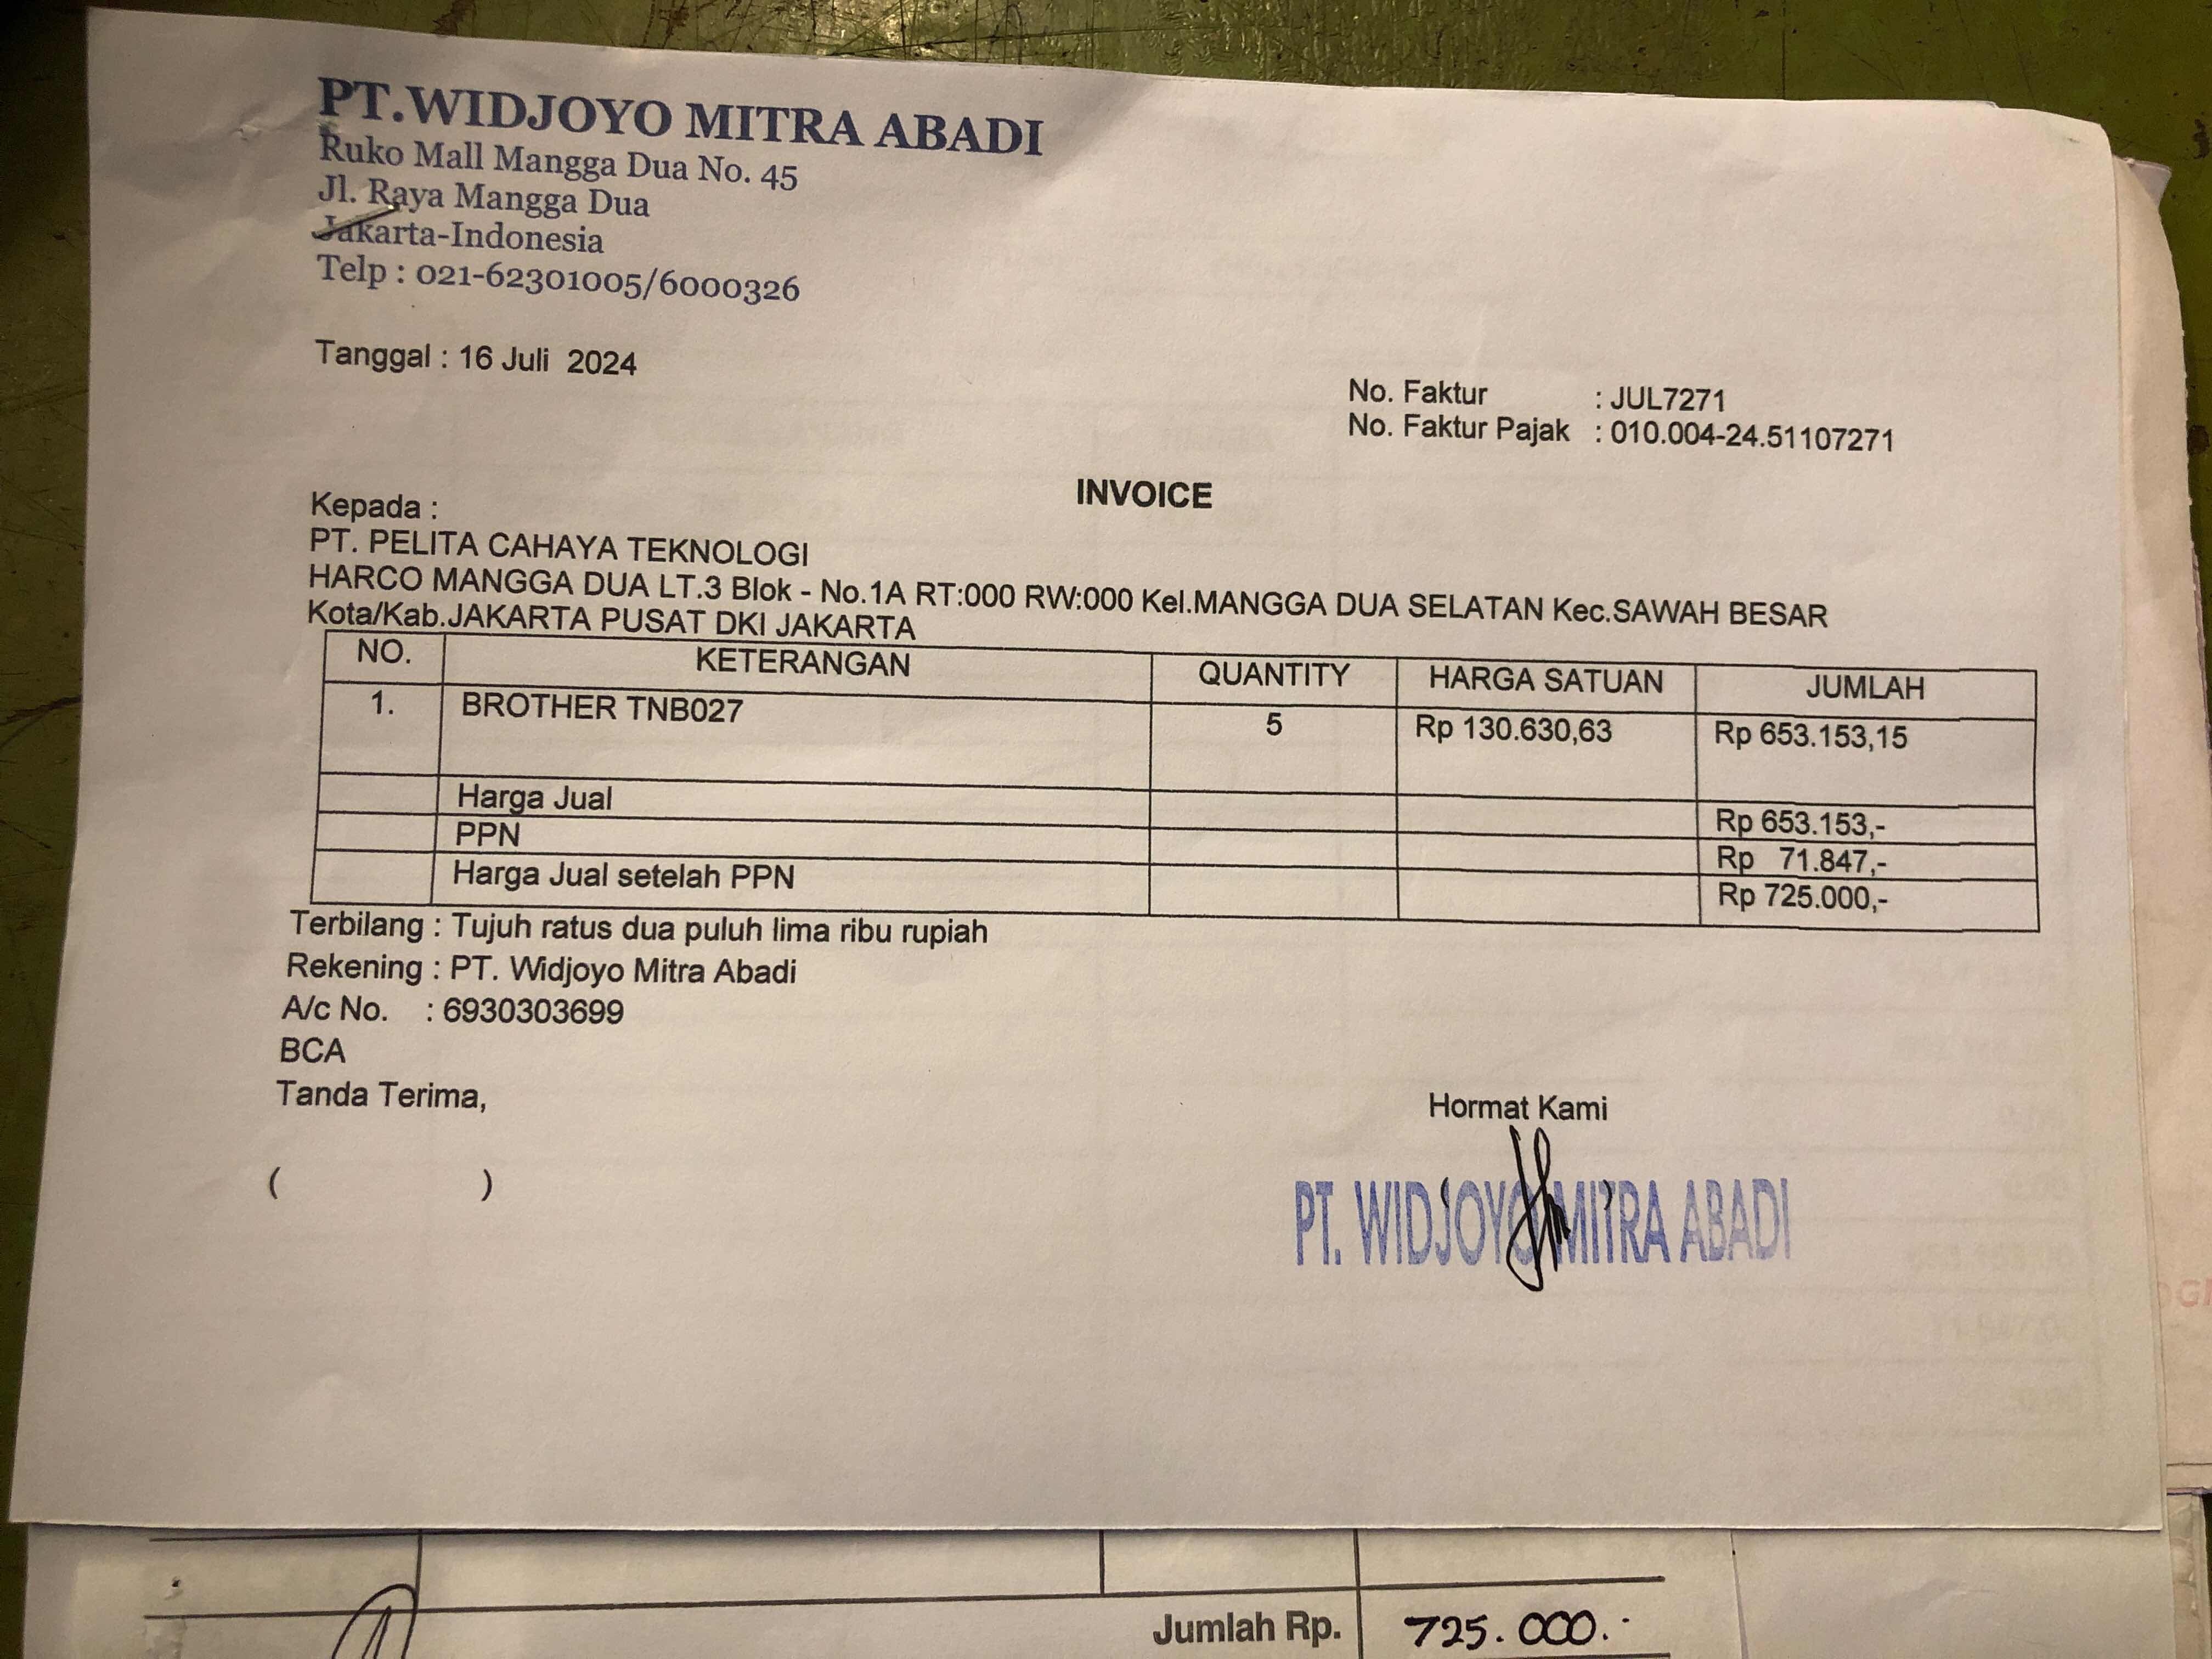 PT.WIDJOYO MITRA ABADI
Ruko Mall Mangga Dua No. 45
Jl. Raya Mangga Dua
Jakarta-Indonesia
Telp : 021-62301005/6000326
Tanggal : 16 Juli 2024
No. Faktur : JUL7271
No. Faktur Pajak : 010.004-24.51107271
INVOICE
Kepada :
PT. PELITA CAHAYA TEKNOLOGI
HARCO MANGGA DUA LT.3 Blok - No.1A RT:000 RW:000 Kel.MANGGA DUA SELATAN Kec.SAWAH BESAR
Kota/Kab.JAKARTA PUSAT DKI JAKARTA
NO. KETERANGAN QUANTITY HARGA SATUAN JUMLAH
1. BROTHER TNB027 5 Rp 130.630,63 Rp 653.153,15
Harga Jual Rp 653.153,-
PPN Rp 71.847,-
Harga Jual setelah PPN Rp 725.000,-
Terbilang : Tujuh ratus dua puluh lima ribu rupiah
Rekening : PT. Widjoyo Mitra Abadi
A/c No. : 6930303699
BCA
Tanda Terima,
Hormat Kami
( )
PT. WIDJOYO MITRA ABADI
Jumlah Rp. 725.000.-